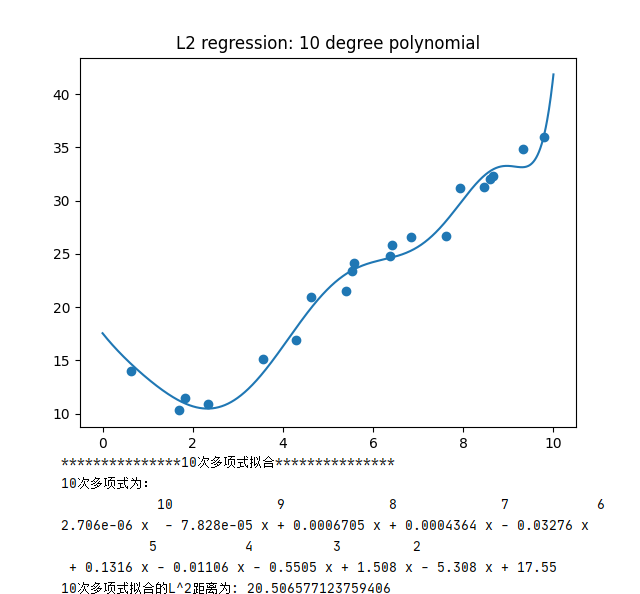 L2 regression: 10 degree polynomial
40
35
30
25
20
15
10
0 2 4 6 8 10
***************10次多项式拟合***************
10次多项式为:
10 9 8 7 6
2.706e-06 x - 7.828e-05 x + 0.0006705 x + 0.0004364 x - 0.03276 x
5 4 3 2
+ 0.1316 x - 0.01106 x - 0.5505 x + 1.508 x - 5.308 x + 17.55
10次多项式拟合的L^2距离为: 20.506577123759406